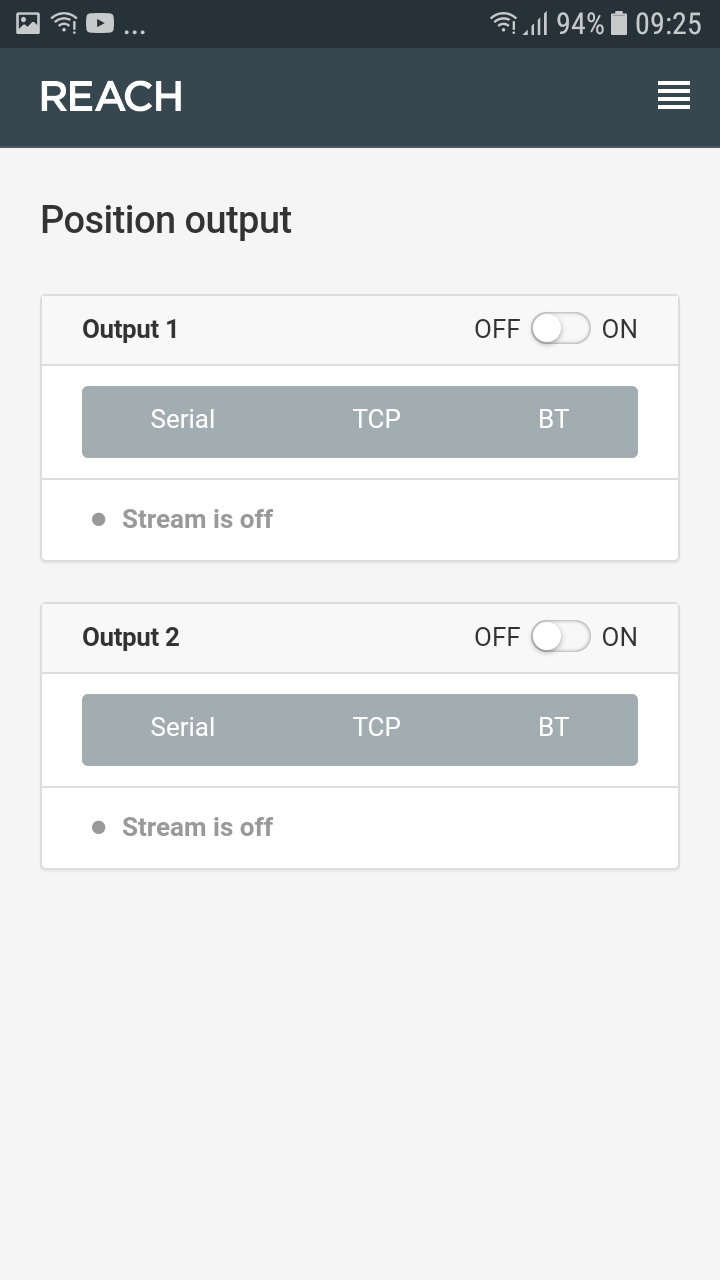 ... 94% 09:25
REACH
Position output
Output 1 OFF ON
Serial TCP BT
Stream is off
Output 2 OFF ON
Serial TCP BT
Stream is off